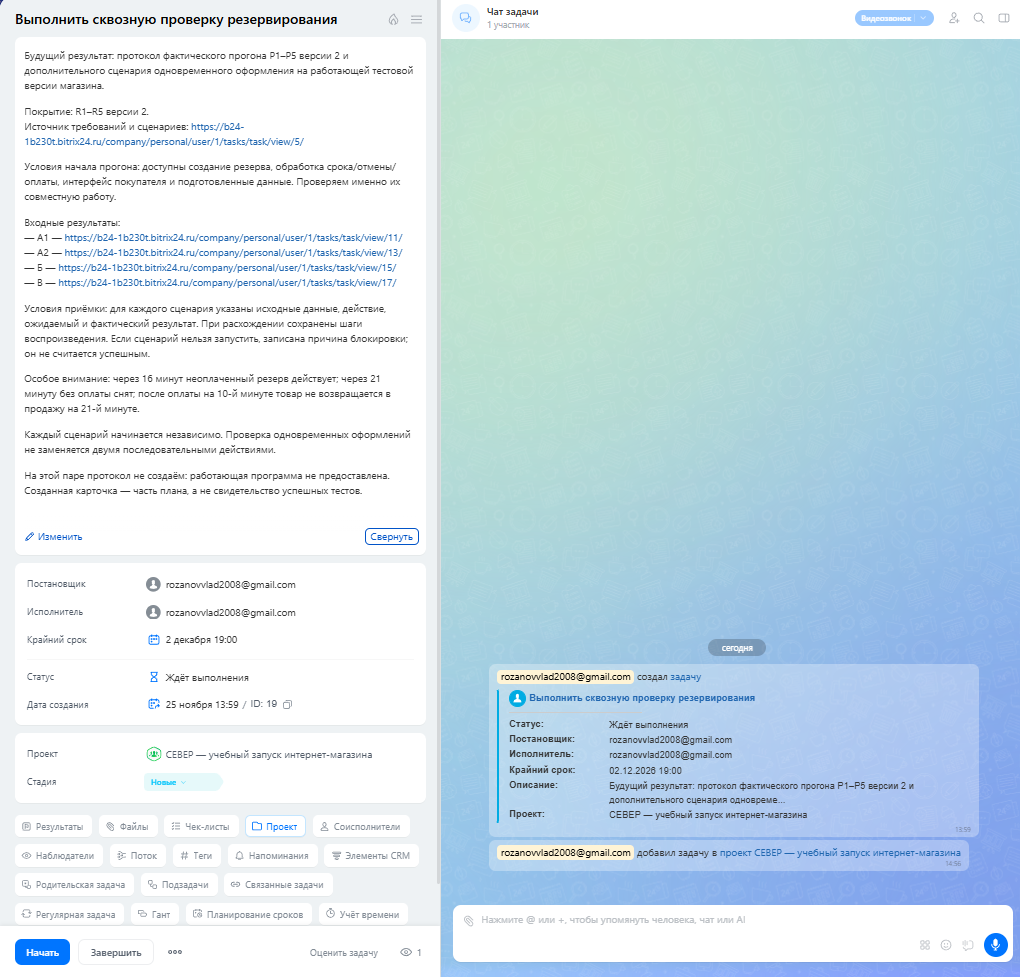 Выполнить сквозную проверку резервирования
Будущий результат: протокол фактического прогона P1–P5 версии 2 и
дополнительного сценария одновременного оформления на работающей тестовой
версии магазина.
Покрытие: R1–R5 версии 2.
Источник требований и сценариев: https://b24-
1b230t.bitrix24.ru/company/personal/user/1/tasks/task/view/5/
Условия начала прогона: доступны создание резерва, обработка срока/отмены/
оплаты, интерфейс покупателя и подготовленные данные. Проверяем именно их
совместную работу.
Входные результаты:
— А1 — https://b24-1b230t.bitrix24.ru/company/personal/user/1/tasks/task/view/11/
— А2 — https://b24-1b230t.bitrix24.ru/company/personal/user/1/tasks/task/view/13/
— Б — https://b24-1b230t.bitrix24.ru/company/personal/user/1/tasks/task/view/15/
— В — https://b24-1b230t.bitrix24.ru/company/personal/user/1/tasks/task/view/17/
Условия приёмки: для каждого сценария указаны исходные данные, действие,
ожидаемый и фактический результат. При расхождении сохранены шаги
воспроизведения. Если сценарий нельзя запустить, записана причина блокировки;
он не считается успешным.
Особое внимание: через 16 минут неоплаченный резерв действует; через 21
минуту без оплаты снят; после оплаты на 10-й минуте товар не возвращается в
продажу на 21-й минуте.
Каждый сценарий начинается независимо. Проверка одновременных оформлений
не заменяется двумя последовательными действиями.
На этой паре протокол не создаём: работающая программа не предоставлена.
Созданная карточка — часть плана, а не свидетельство успешных тестов.
Изменить
Свернуть
Постановщик
rozanovvlad2008@gmail.com
Исполнитель
rozanovvlad2008@gmail.com
Крайний срок
2 декабря 19:00
Статус
Ждёт выполнения
Дата создания
25 ноября 13:59 / ID: 19
Проект
СЕВЕР — учебный запуск интернет-магазина
Стадия
Новые
Результаты
Файлы
Чек-листы
Проект
Соисполнители
Наблюдатели
Поток
Теги
Напоминания
Элементы CRM
Родительская задача
Подзадачи
Связанные задачи
Регулярная задача
Гант
Планирование сроков
Учёт времени
Начать
Завершить
Оценить задачу
1
Чат задачи
1 участник
Видеозвонок
сегодня
rozanovvlad2008@gmail.com создал задачу
Выполнить сквозную проверку резервирования
Статус: Ждёт выполнения
Постановщик: rozanovvlad2008@gmail.com
Исполнитель: rozanovvlad2008@gmail.com
Крайний срок: 02.12.2026 19:00
Описание: Будущий результат: протокол фактического прогона P1–P5 версии 2 и
дополнительного сценария одновреме...
Проект: СЕВЕР — учебный запуск интернет-магазина
13:59
rozanovvlad2008@gmail.com добавил задачу в проект СЕВЕР — учебный запуск интернет-магазина
14:56
Нажмите @ или +, чтобы упомянуть человека, чат или AI